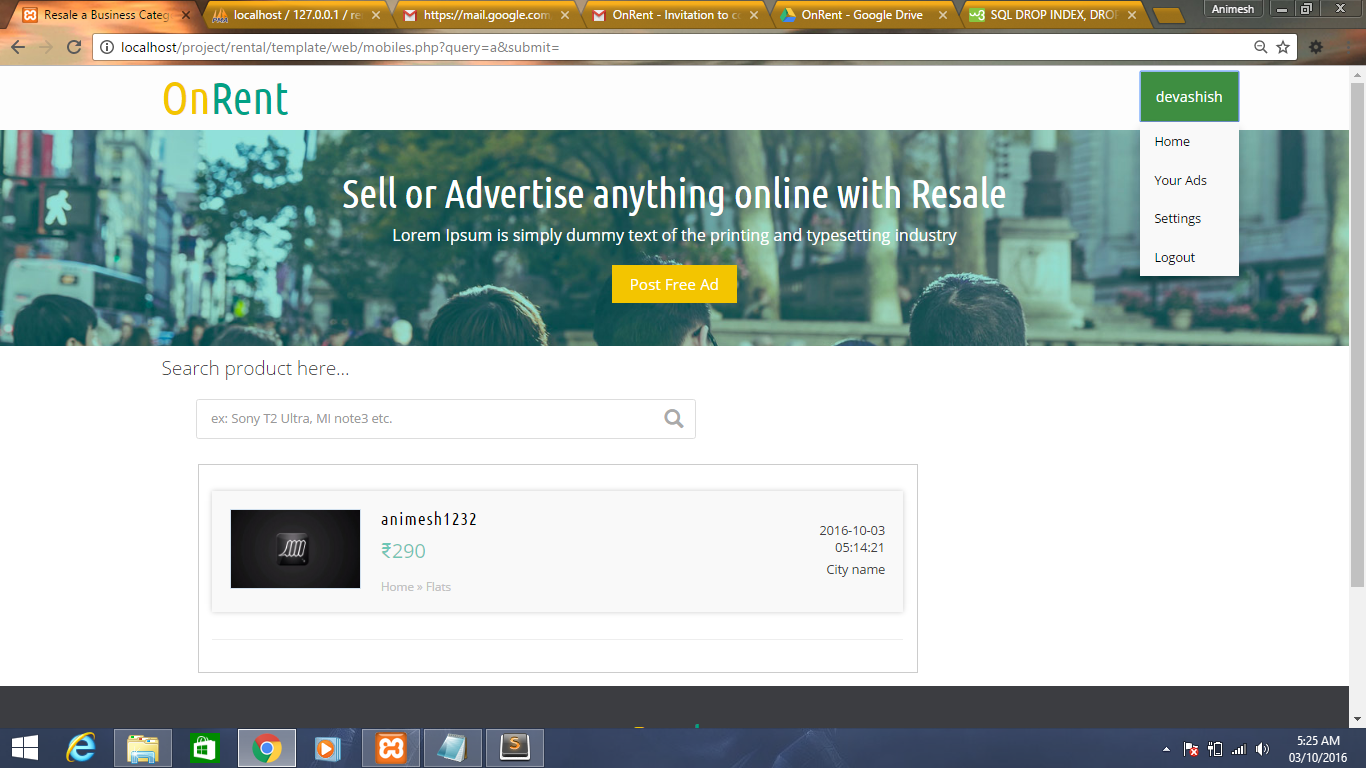 Resale a Business Categ
localhost / 127.0.0.1 / re
https://mail.google.com
OnRent - Invitation to c
OnRent - Google Drive
SQL DROP INDEX, DROP
Animesh
localhost/project/rental/template/web/mobiles.php?query=a&submit=
OnRent
devashish
Home
Your Ads
Settings
Logout
Sell or Advertise anything online with Resale
Lorem Ipsum is simply dummy text of the printing and typesetting industry
Post Free Ad
Search product here...
ex: Sony T2 Ultra, MI note3 etc.
animesh1232
₹290
Home » Flats
2016-10-03
05:14:21
City name
5:25 AM
03/10/2016